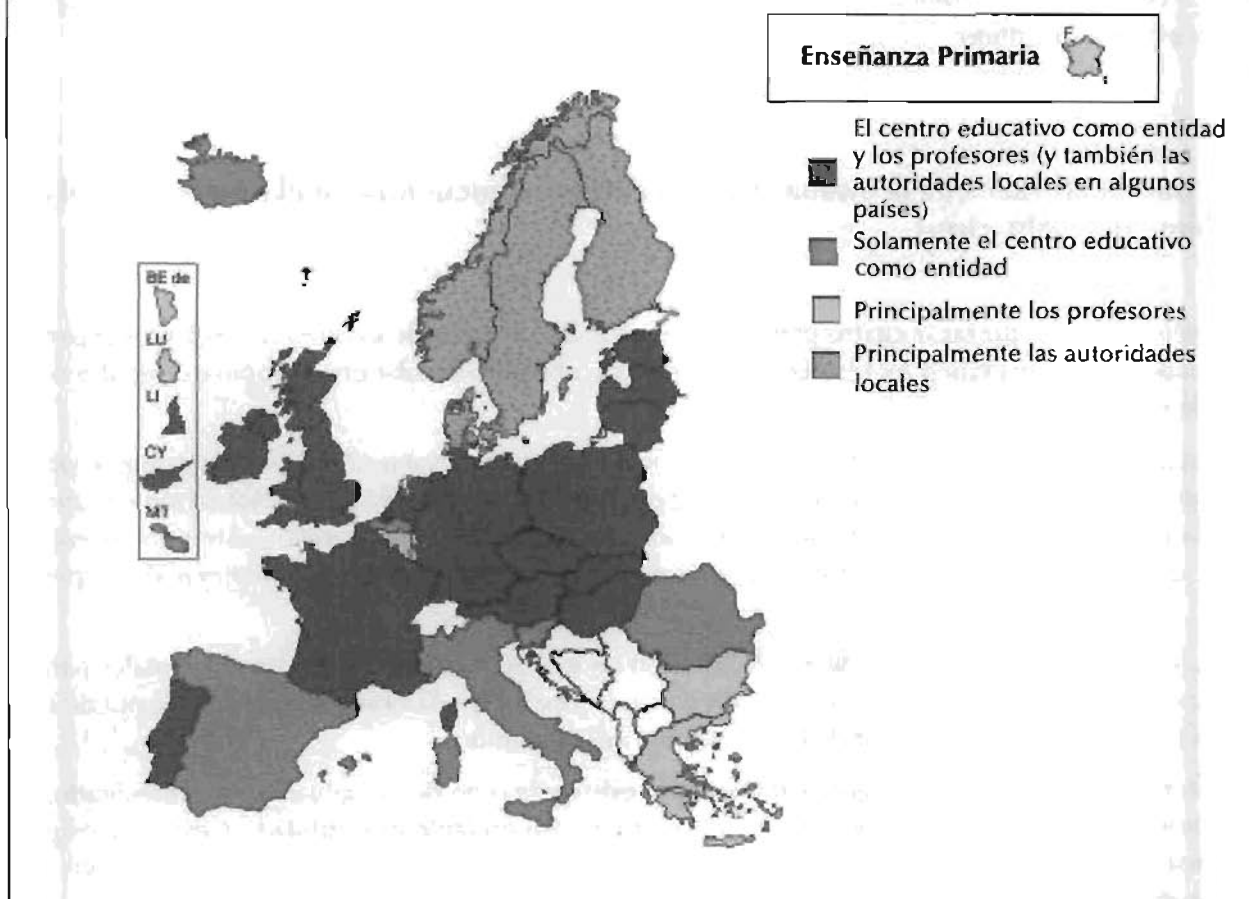 Enseñanza Primaria
F
El centro educativo como entidad
y los profesores (y también las
autoridades locales en algunos
países)
Solamente el centro educativo
como entidad
Principalmente los profesores
Principalmente las autoridades
locales
BE de
LU
LI
CY
MT